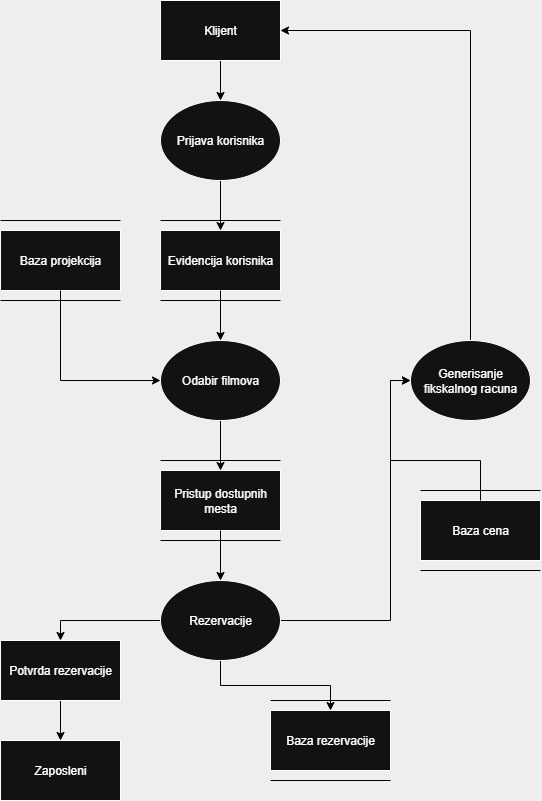 Klijent
Prijava korisnika
Baza projekcija
Evidencija korisnika
Odabir filmova
Generisanje
fikskalnog racuna
Pristup dostupnih
mesta
Baza cena
Rezervacije
Potvrda rezervacije
Baza rezervacije
Zaposleni